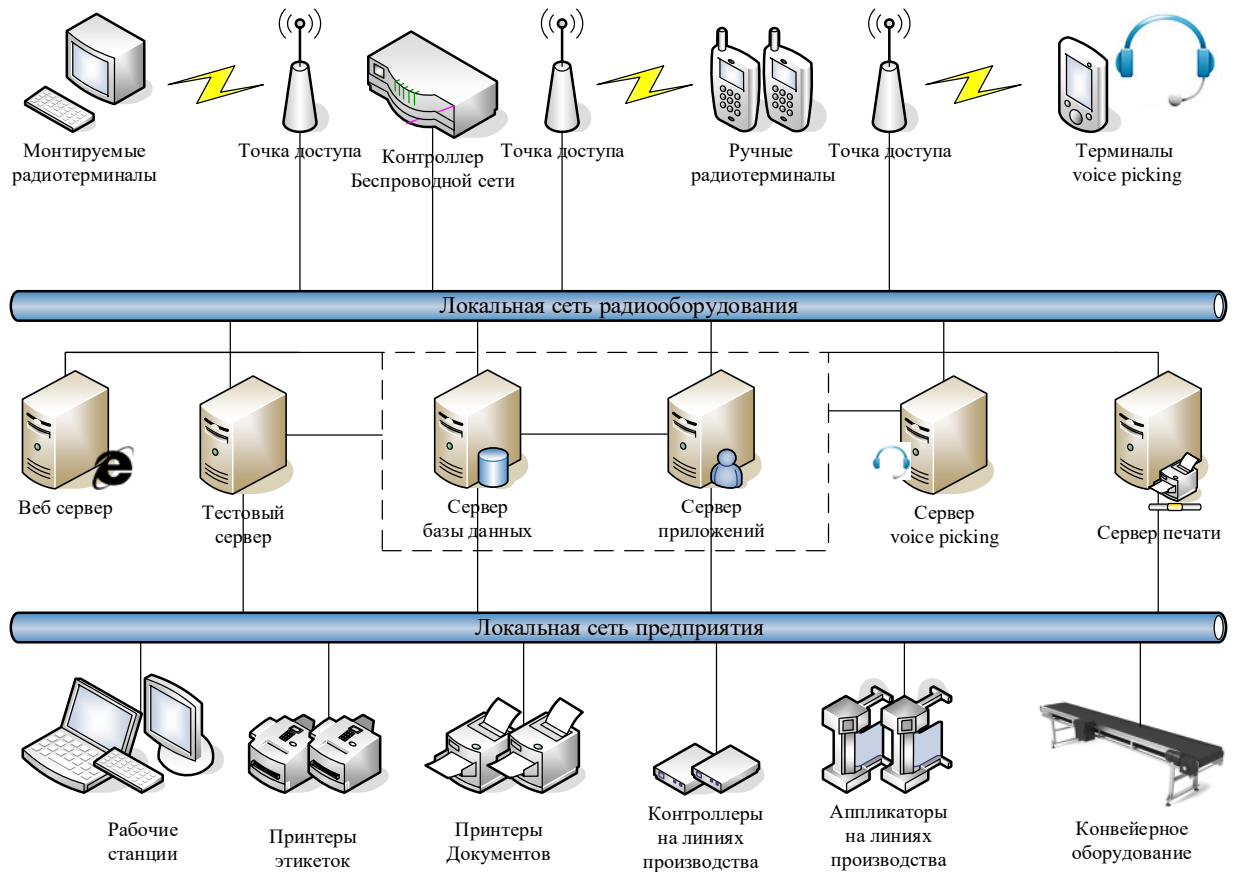 Монтируемые
радиотерминалы
Точка доступа
Контроллер
Беспроводной сети
Точка доступа
Ручные
радиотерминалы
Точка доступа
Терминалы
voice picking
Локальная сеть радиооборудования
Веб сервер
Тестовый
сервер
Сервер
базы данных
Сервер
приложений
Сервер
voice picking
Сервер печати
Локальная сеть предприятия
Рабочие
станции
Принтеры
этикеток
Принтеры
Документов
Контроллеры
на линиях
производства
Аппликаторы
на линиях
производства
Конвейерное
оборудование